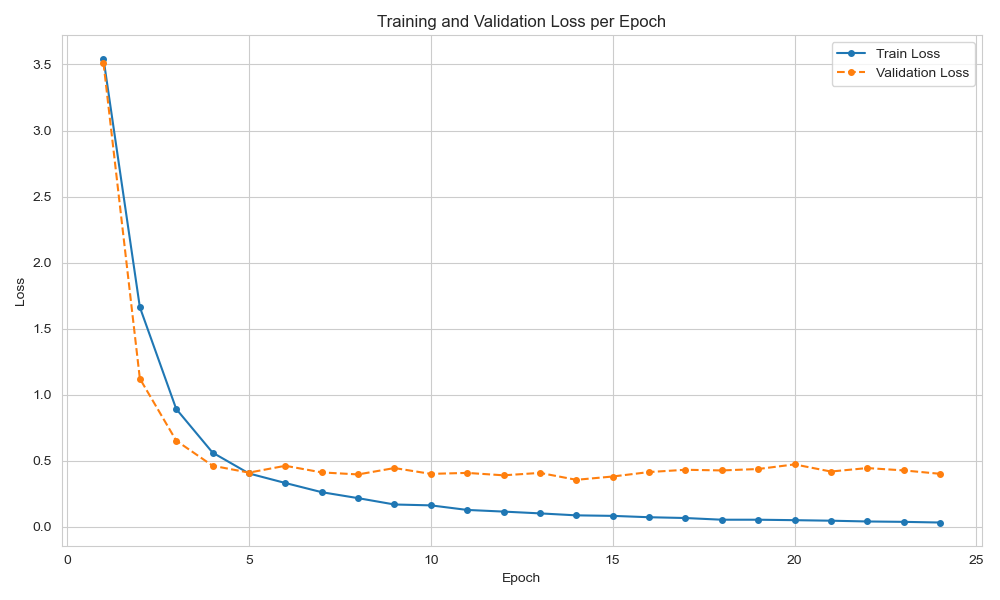 Training and Validation Loss per Epoch
Train Loss
Validation Loss
3.5
3.0
2.5
2.0
1.5
1.0
0.5
0.0
Loss
0 5 10 15 20 25
Epoch